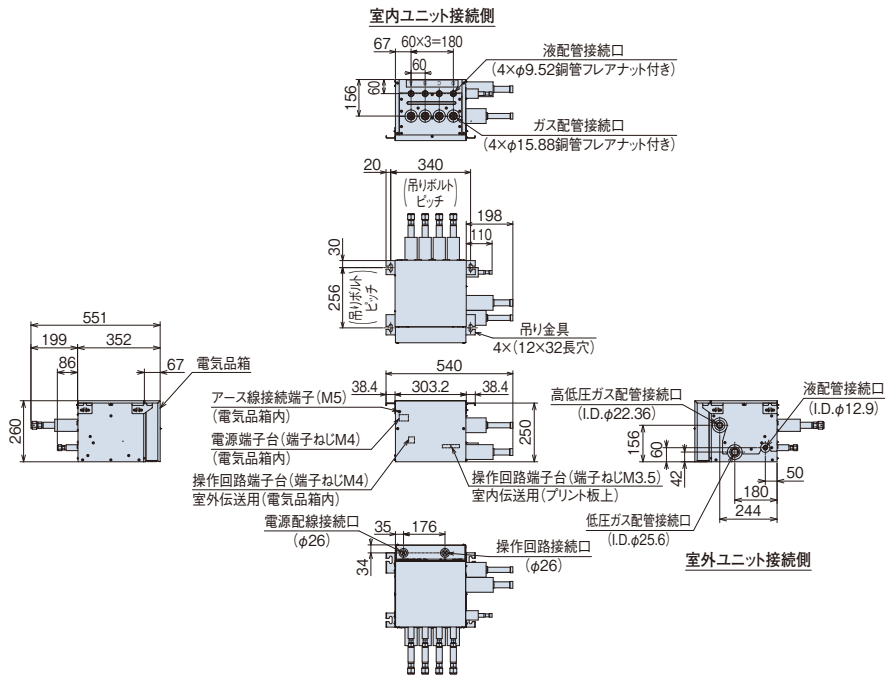 室内ユニット接続側
67
60×3=180
60
156
60
液配管接続口
(4×φ9.52銅管フレアナット付き)
ガス配管接続口
(4×φ15.88銅管フレアナット付き)
20
340
(吊りボルト
ピッチ)
198
110
30
256
(吊りボルト
ピッチ)
吊り金具
4×(12×32長穴)
551
199
352
86
67
電気品箱
260
540
38.4
303.2
38.4
250
アース線接続端子(M5)
(電気品箱内)
電源端子台(端子ねじM4)
(電気品箱内)
操作回路端子台(端子ねじM4)
室外伝送用(電気品箱内)
操作回路端子台(端子ねじM3.5)
室内伝送用(プリント板上)
高低圧ガス配管接続口
(I.D.φ22.36)
液配管接続口
(I.D.φ12.9)
156
60
42
50
180
244
低圧ガス配管接続口
(I.D.φ25.6)
室外ユニット接続側
電源配線接続口
(φ26)
35
176
34
操作回路接続口
(φ26)